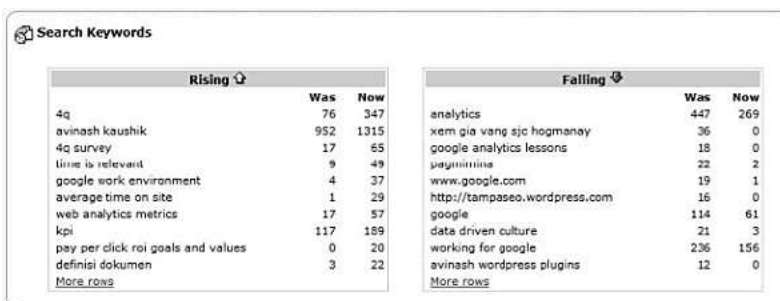 Search Keywords
Rising
Was Now
4q 76 347
avinash kaushik 952 1315
4q survey 17 65
time is relevant 9 49
google work environment 4 37
average time on site 1 29
web analytics metrics 17 57
kpi 117 189
pay per click roi goals and values 0 20
definisi dokumen 3 22
More rows
Falling
Was Now
analytics 447 269
xem gia vang sjc hogmanay 36 0
google analytics lessons 18 0
22 2
www.google.com 19 1
http://tampaseo.wordpress.com 16 0
google 114 61
data driven culture 21 3
working for google 236 156
avinash wordpress plugins 12 0
More rows